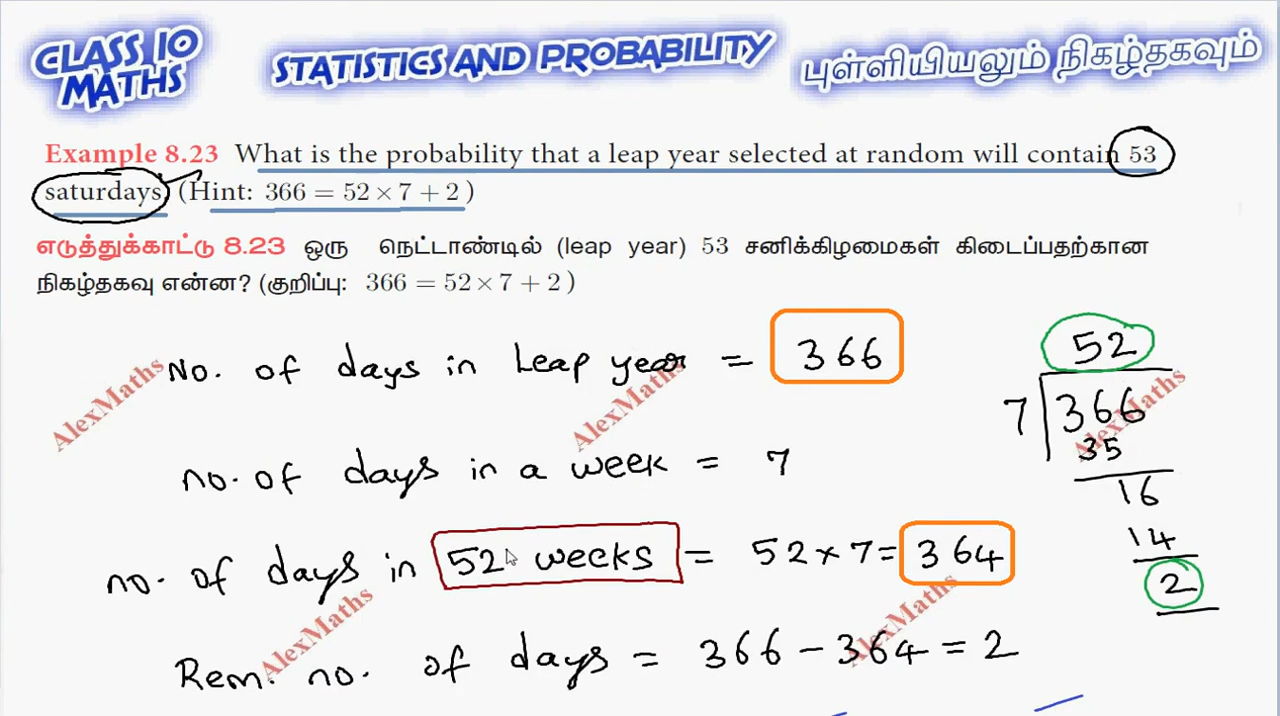 CLASS 10
MATHS
STATISTICS AND PROBABILITY
புள்ளியியலும் நிகழ்தகவும்
Example 8.23 What is the probability that a leap year selected at random will contain 53
saturdays. (Hint: 366 = 52 × 7 + 2 )
எடுத்துக்காட்டு 8.23 ஒரு நெட்டாண்டில் (leap year) 53 சனிக்கிழமைகள் கிடைப்பதற்கான
நிகழ்தகவு என்ன? (குறிப்பு: 366 = 52 × 7 + 2 )
No. of days in Leap year = 366
no. of days in a week = 7
no. of days in 52 weeks = 52 × 7 = 364
Rem. no. of days = 366 - 364 = 2
52
7 366
35
16
14
2
AlexMaths
AlexMaths
AlexMaths
AlexMaths
AlexMaths